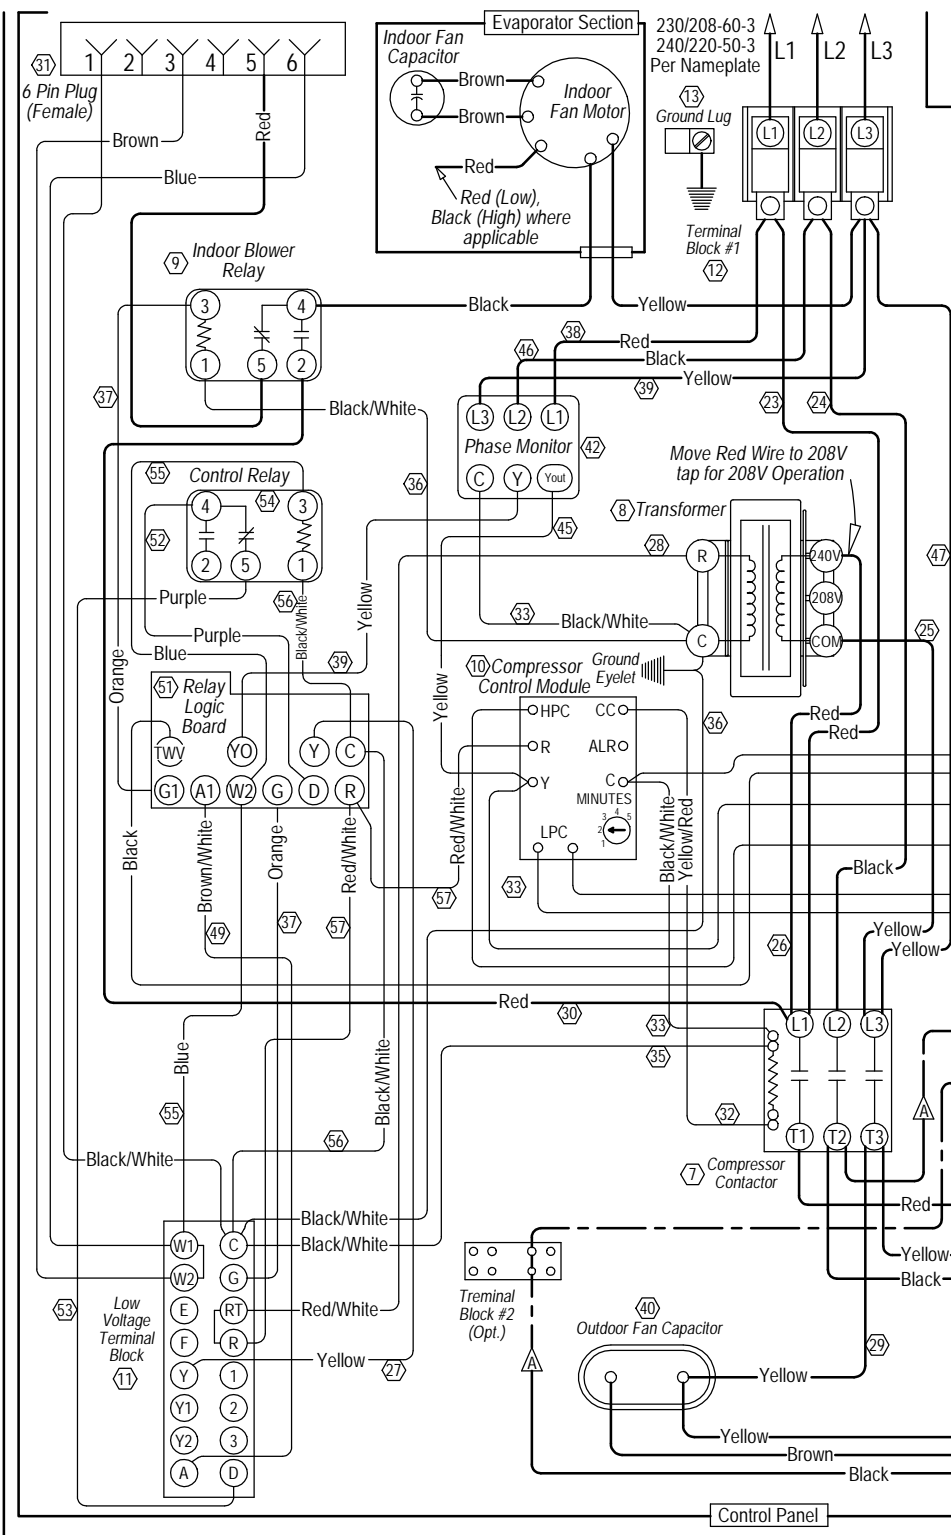 Evaporator Section
230/208-60-3
240/220-50-3
Per Nameplate
L1
L2
L3
31
1
2
3
4
5
6
6 Pin Plug
(Female)
Indoor Fan
Capacitor
Brown
Brown
Indoor
Fan Motor
Red
Red (Low),
Black (High) where
applicable
13
Ground Lug
L1
L2
L3
Terminal
Block #1
12
Brown
Red
Blue
9
Indoor Blower
Relay
3
4
1
5
2
Black
Yellow
38
Red
46
Black
39
Yellow
37
Black/White
23
24
L3
L2
L1
Phase Monitor
42
C
Y
Yout
Move Red Wire to 208V
tap for 208V Operation
55
Control Relay
54
36
4
3
2
5
1
52
45
8
Transformer
28
R
240V
47
208V
C
COM
25
Purple
56
Black/White
33
Black/White
Purple
Blue
39
Yellow
Orange
51
Relay
Logic
Board
TWV
YO
Y
C
G1
A1
W2
G
D
R
Yellow
10
Compressor
Control Module
Ground
Eyelet
HPC
CC
R
ALR
Y
C
MINUTES
1
2
3
4
5
LPC
36
Red
Red
Black
Brown/White
Orange
Red/White
Red/White
57
33
Black/White
Yellow/Red
Black
49
37
57
26
Yellow
Yellow
Red
30
L1
L2
L3
33
35
Blue
Black/White
55
56
32
A
T1
T2
T3
7
Compressor
Contactor
Black/White
Red
Black/White
Black/White
W1
C
W2
G
E
RT
F
R
Y
1
Y1
2
Y2
3
A
D
53
Low
Voltage
Terminal
Block
11
Red/White
Yellow
27
Treminal
Block #2
(Opt.)
A
40
Outdoor Fan Capacitor
Yellow
Black
29
Yellow
Yellow
Brown
Black
Control Panel